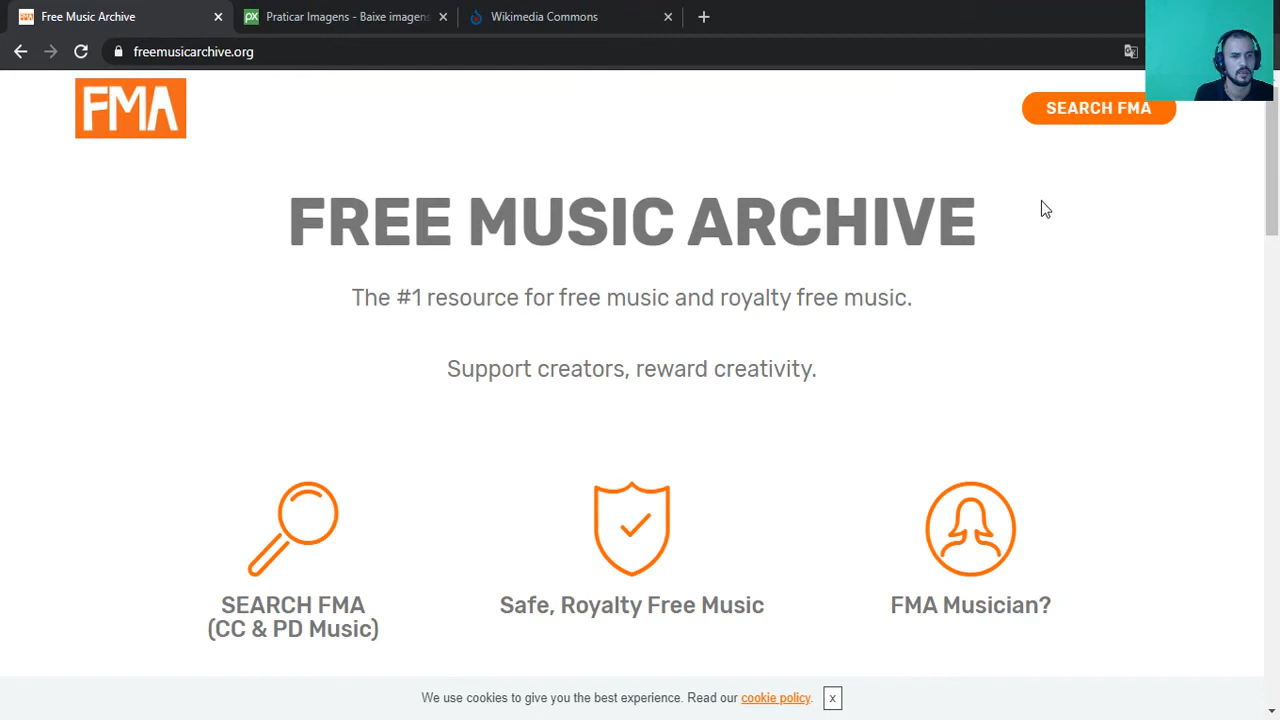 Free Music Archive
Praticar Imagens - Baixe imagens
Wikimedia Commons
freemusicarchive.org
FMA
SEARCH FMA
FREE MUSIC ARCHIVE
The #1 resource for free music and royalty free music.
Support creators, reward creativity.
SEARCH FMA
(CC & PD Music)
Safe, Royalty Free Music
FMA Musician?
We use cookies to give you the best experience. Read our cookie policy.
x